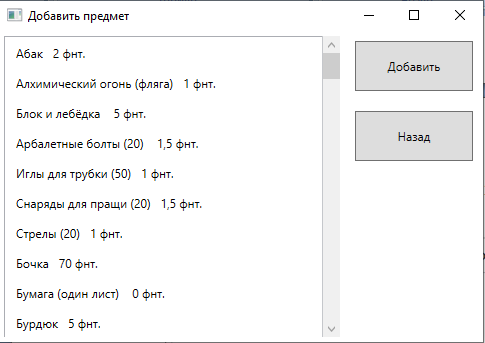 Добавить предмет
Абак 2 фнт.
Алхимический огонь (фляга) 1 фнт.
Блок и лебёдка 5 фнт.
Арбалетные болты (20) 1,5 фнт.
Иглы для трубки (50) 1 фнт.
Снаряды для пращи (20) 1,5 фнт.
Стрелы (20) 1 фнт.
Бочка 70 фнт.
Бумага (один лист) 0 фнт.
Бурдюк 5 фнт.
Добавить
Назад